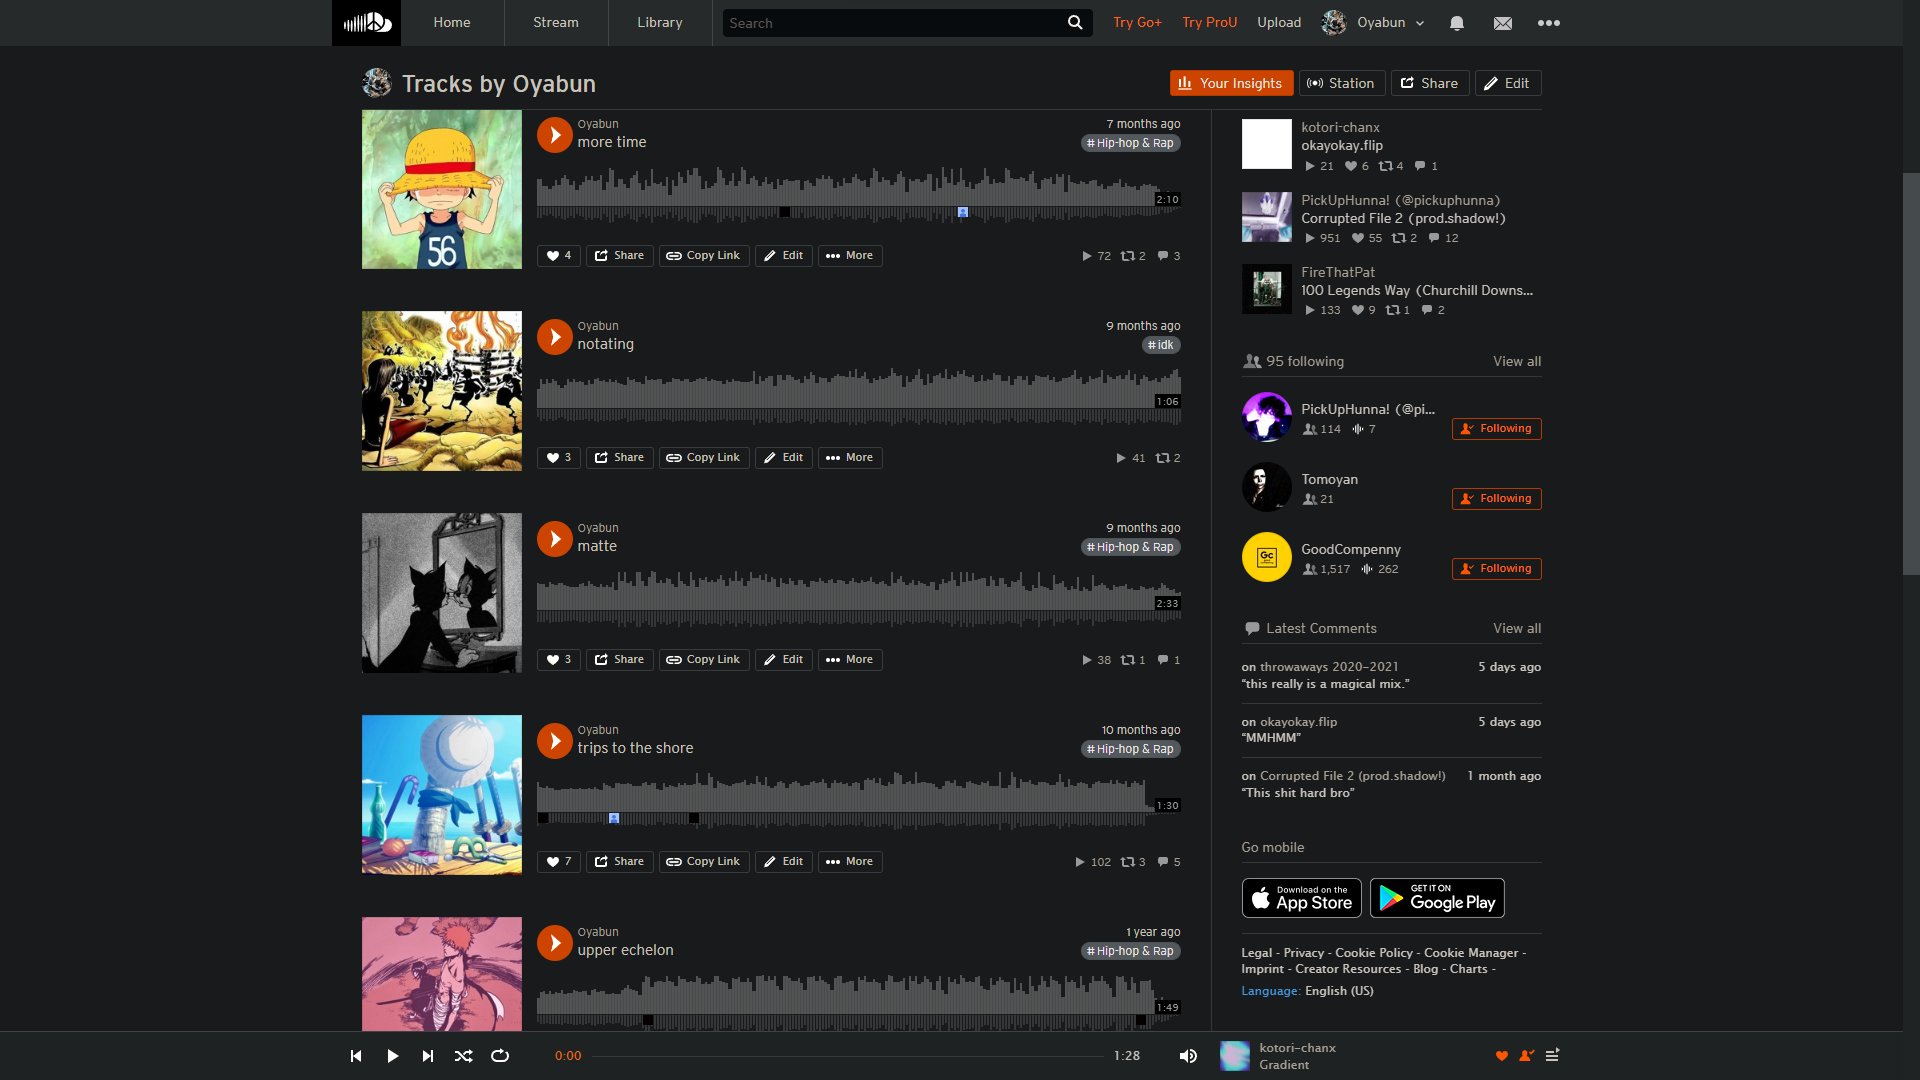 Home
Stream
Library
Search
Try Go+
Try ProU
Upload
Oyabun
Tracks by Oyabun
Your Insights
Station
Share
Edit
Oyabun
7 months ago
more time
# Hip-hop & Rap
56
2:10
4
Share
Copy Link
Edit
More
72
2
3
Oyabun
9 months ago
notating
# idk
1:06
3
Share
Copy Link
Edit
More
41
2
Oyabun
9 months ago
matte
# Hip-hop & Rap
2:33
3
Share
Copy Link
Edit
More
38
1
1
Oyabun
10 months ago
trips to the shore
# Hip-hop & Rap
1:30
7
Share
Copy Link
Edit
More
102
3
5
Oyabun
1 year ago
upper echelon
# Hip-hop & Rap
1:49
kotori-chanx
okayokay.flip
21
6
4
1
PickUpHunna! (@pickuphunna)
Corrupted File 2 (prod.shadow!)
951
55
2
12
FireThatPat
100 Legends Way (Churchill Downs...
133
9
1
2
95 following
View all
PickUpHunna! (@pi...
114
7
Following
Tomoyan
21
Following
Gc
GoodCompenny
1,517
262
Following
Latest Comments
View all
on throwaways 2020-2021
5 days ago
“this really is a magical mix.”
on okayokay.flip
5 days ago
“MMHMM”
on Corrupted File 2 (prod.shadow!)
1 month ago
“This shit hard bro”
Go mobile
Download on the
App Store
GET IT ON
Google Play
Legal - Privacy - Cookie Policy - Cookie Manager -
Imprint - Creator Resources - Blog - Charts -
Language: English (US)
0:00
1:28
kotori-chanx
Gradient